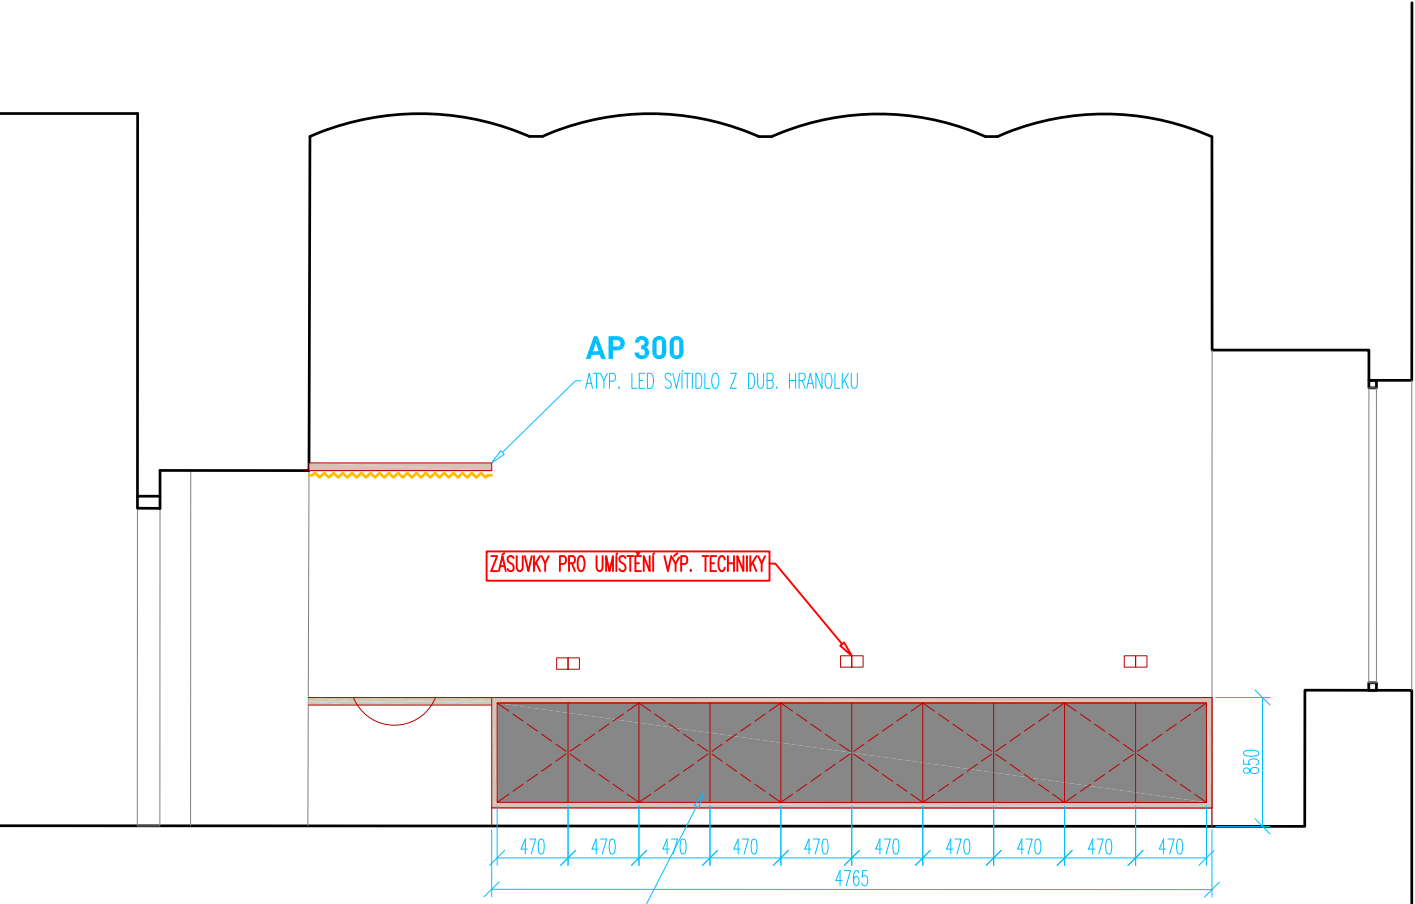 AP 300
ATYP. LED SVÍTIDLO Z DUB. HRANOLKU
ZÁSUVKY PRO UMÍSTĚNÍ VÝP. TECHNIKY
850
470 470 470 470 470 470 470 470 470 470
4765